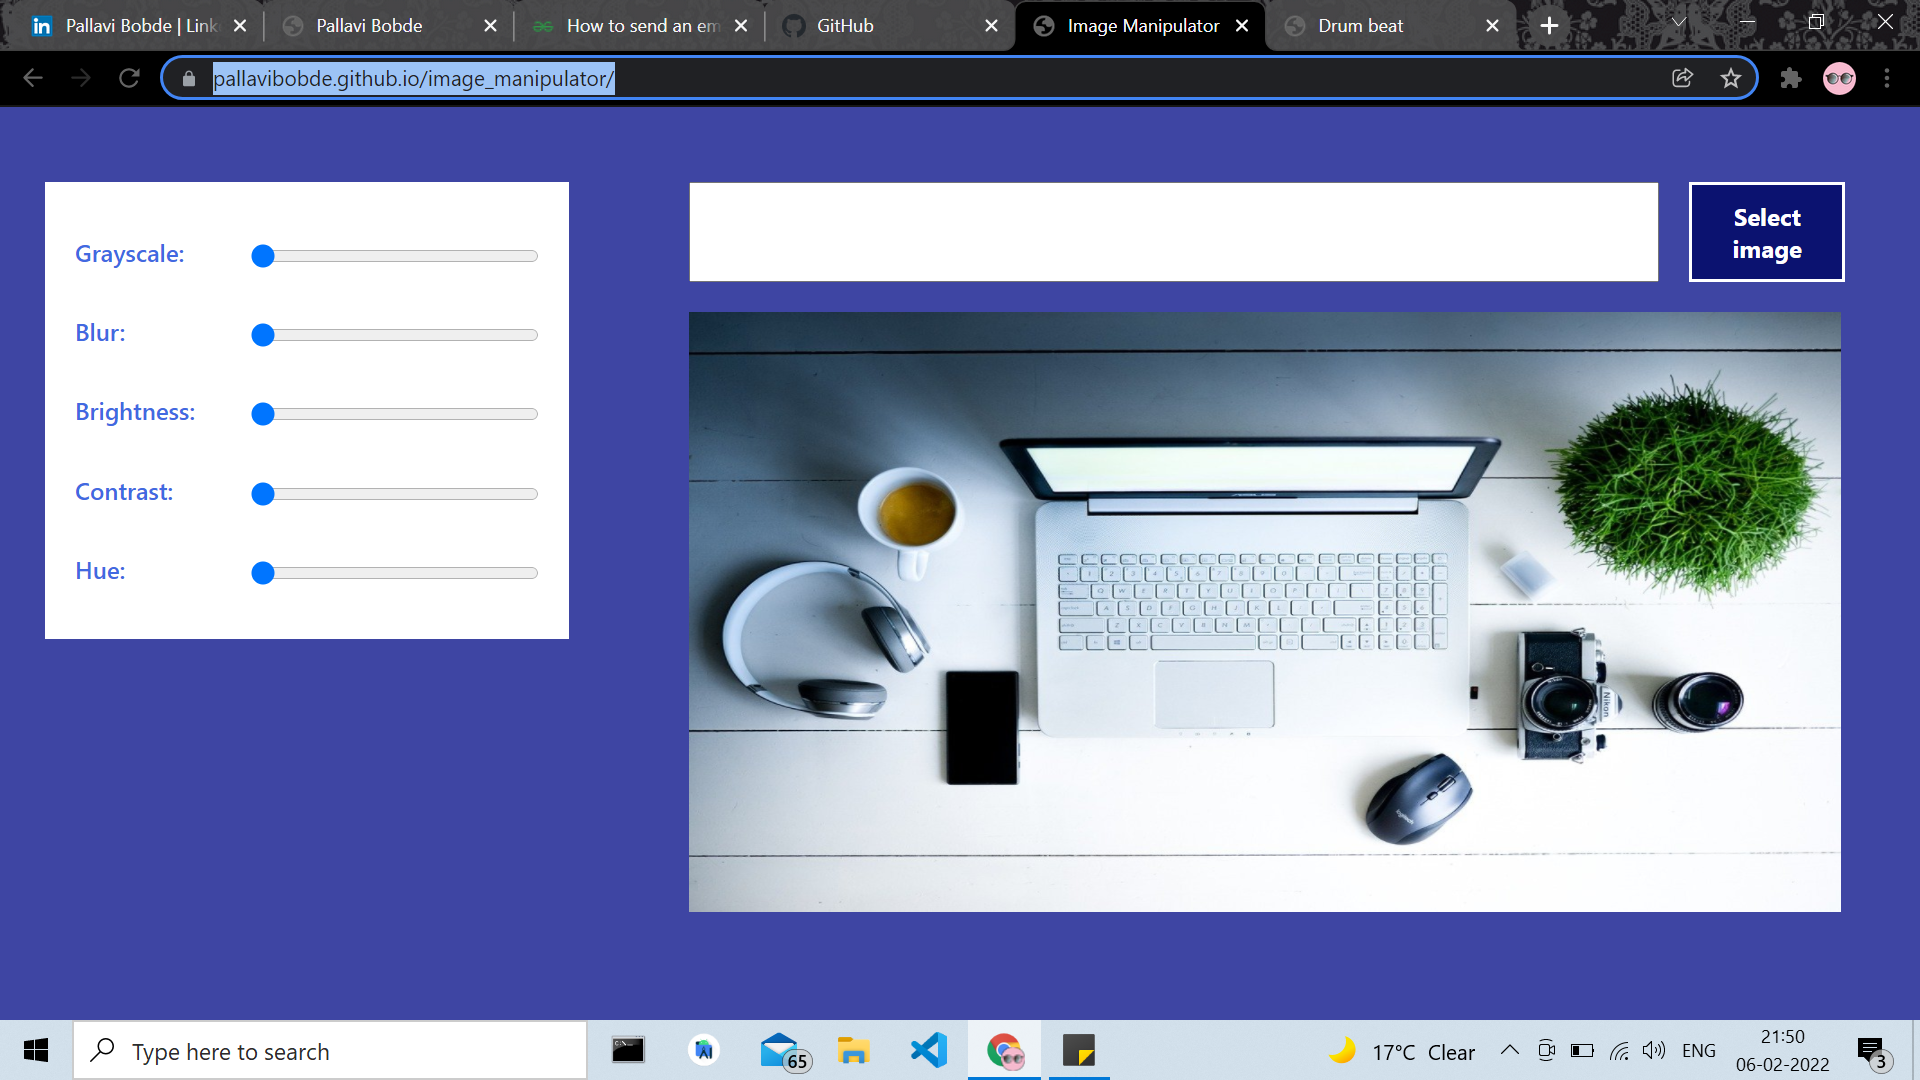 Pallavi Bobde | Link
Pallavi Bobde
How to send an em
GitHub
Image Manipulator
Drum beat
pallavibobde.github.io/image_manipulator/
Grayscale:
Blur:
Brightness:
Contrast:
Hue:
Select
image
Nikon
logitech
Type here to search
65
17°C Clear
ENG
21:50
06-02-2022
3